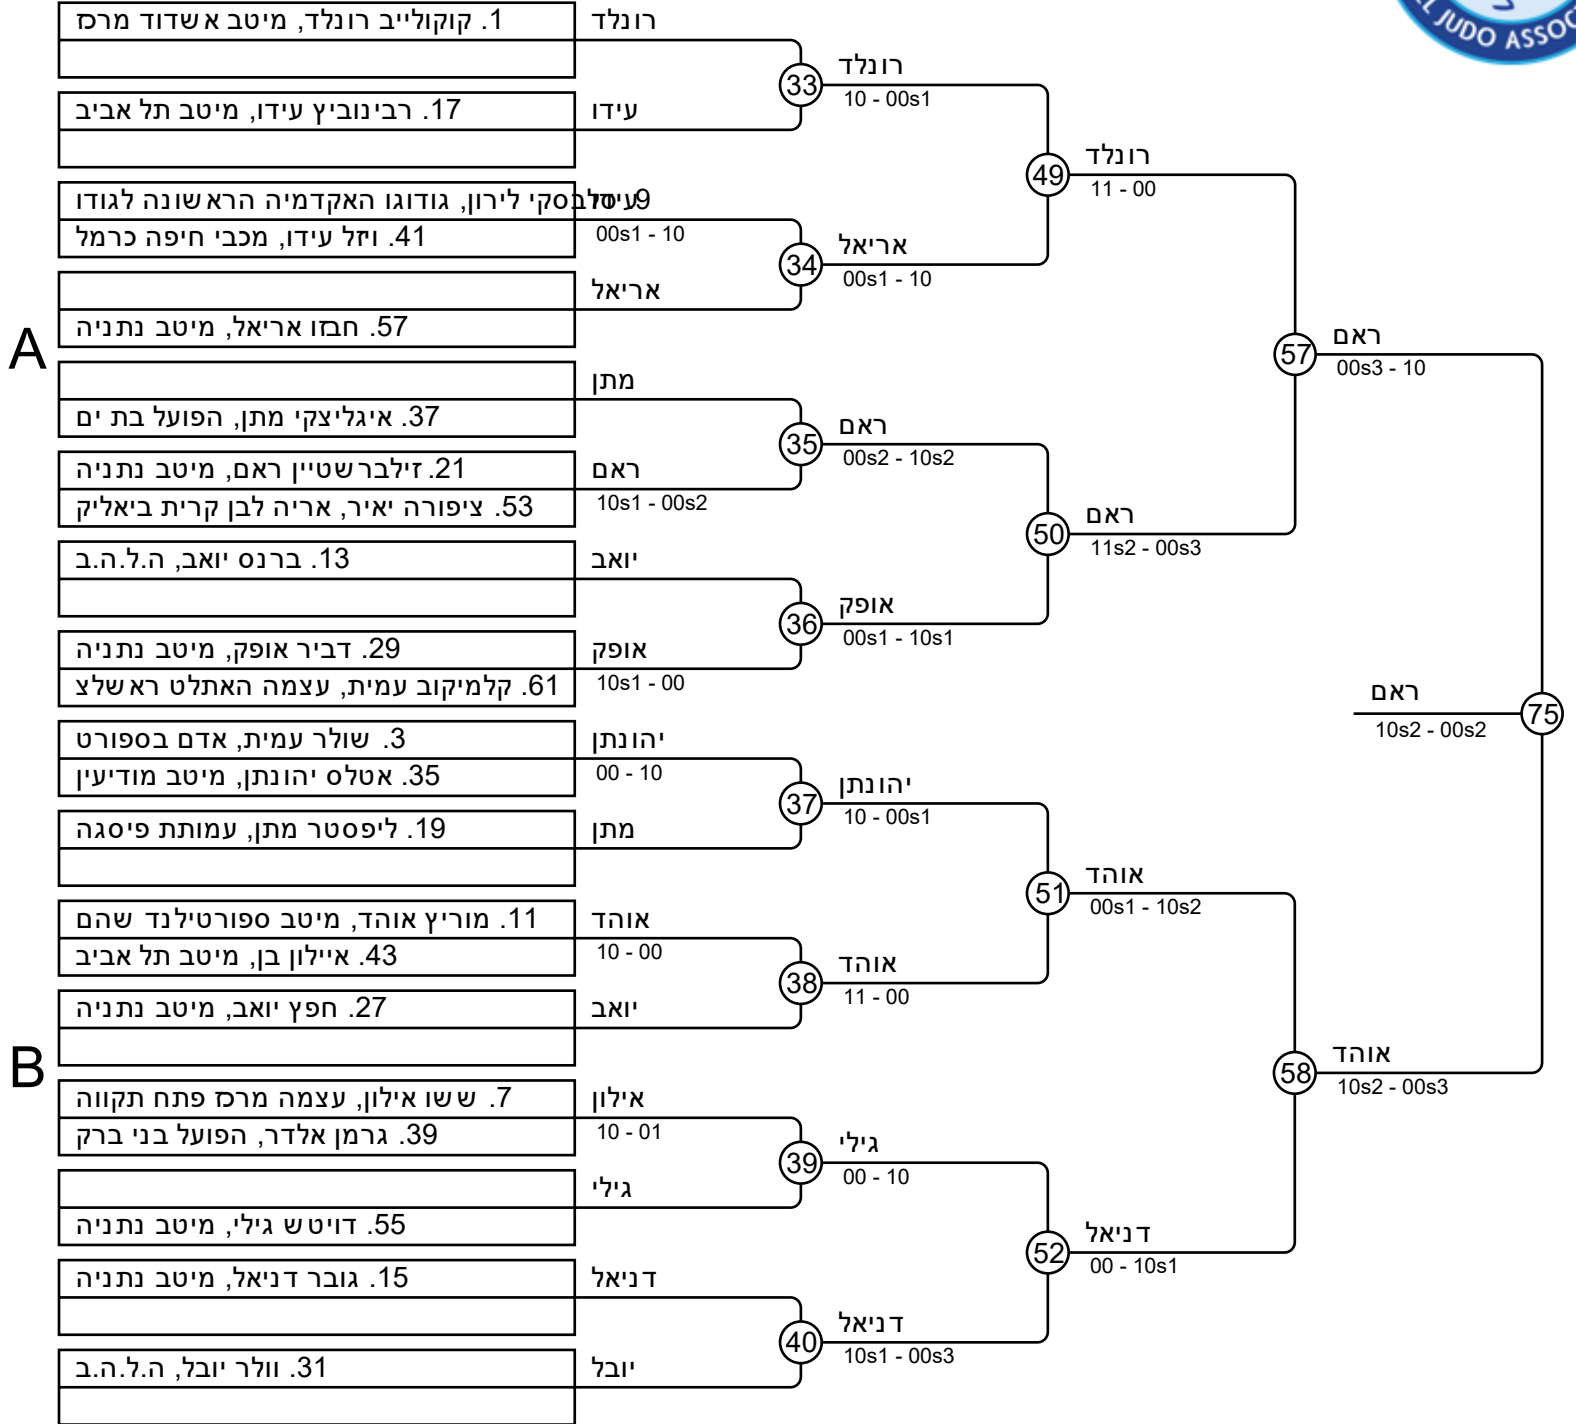 1. קוקולייב רונלד, מיטב אשדוד מרכז
17. רבינוביץ עידו, מיטב תל אביב
41. ויזל עידו, מכבי חיפה כרמל
57. חבזו אריאל, מיטב נתניה
37. איגליצקי מתן, הפועל בת ים
21. זילברשטיין ראם, מיטב נתניה
53. ציפורה יאיר, אריה לבן קרית ביאליק
13. ברנס יואב, ה.ל.ה.ב
29. דביר אופק, מיטב נתניה
61. קלמיקוב עמית, עצמה האתלט ראשלצ
3. שולר עמית, אדם בספורט
35. אטלס יהונתן, מיטב מודיעין
19. ליפסטר מתן, עמותת פיסגה
11. מוריץ אוהד, מיטב ספורטילנד שהם
43. איילון בן, מיטב תל אביב
27. חפץ יואב, מיטב נתניה
7. ששו אילון, עצמה מרכז פתח תקווה
39. גרמן אלדר, הפועל בני ברק
55. דויטש גילי, מיטב נתניה
15. גובר דניאל, מיטב נתניה
31. וולר יובל, ה.ל.ה.ב
A
B
רונלד
עידו
9. לירון, גודוגו האקדמיה הראשונה לגודו
00s1 - 10
אריאל
מתן
ראם
10s1 - 00s2
יואב
אופק
10s1 - 00
יהונתן
00 - 10
מתן
אוהד
10 - 00
יואב
אילון
10 - 01
גילי
דניאל
יובל
33
רונלד
10 - 00s1
34
אריאל
00s1 - 10
35
ראם
00s2 - 10s2
36
אופק
00s1 - 10s1
37
יהונתן
10 - 00s1
38
אוהד
11 - 00
39
גילי
00 - 10
40
דניאל
10s1 - 00s3
49
רונלד
11 - 00
50
ראם
11s2 - 00s3
51
אוהד
00s1 - 10s2
52
דניאל
00 - 10s1
57
ראם
00s3 - 10
58
אוהד
10s2 - 00s3
75
ראם
10s2 - 00s2
JUDO